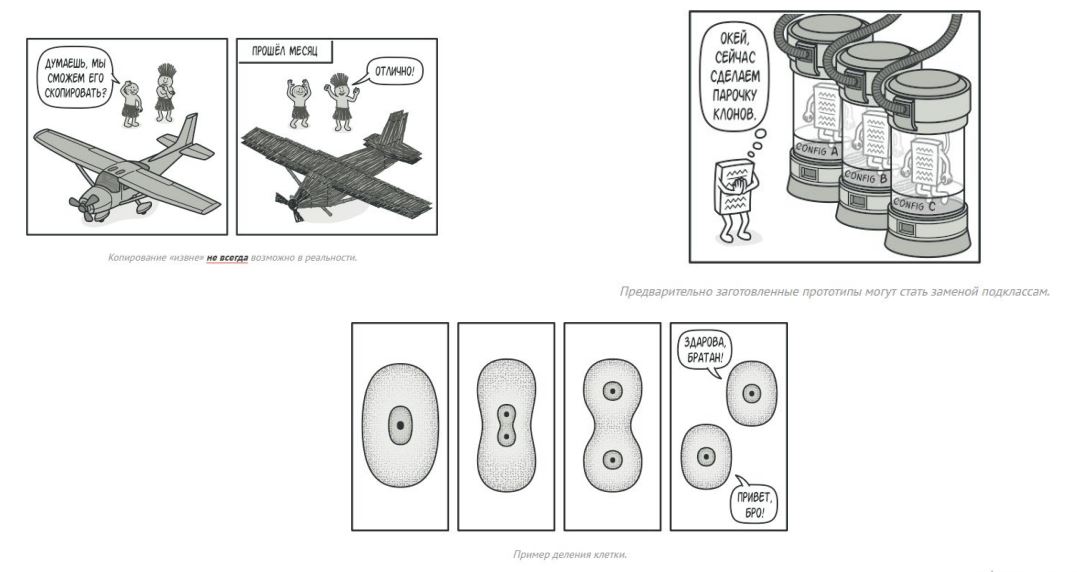 ДУМАЕШЬ, МЫ
СМОЖЕМ ЕГО
СКОПИРОВАТЬ?
ПРОШЁЛ МЕСЯЦ
ОТЛИЧНО!
Копирование «извне» не всегда возможно в реальности.
ОКЕЙ,
СЕЙЧАС
СДЕЛАЕМ
ПАРОЧКУ
КЛОНОВ.
CONFIG A
CONFIG B
CONFIG C
Предварительно заготовленные прототипы могут стать заменой подклассам.
ЗДАРОВА,
БРАТАН!
ПРИВЕТ,
БРО!
Пример деления клетки.